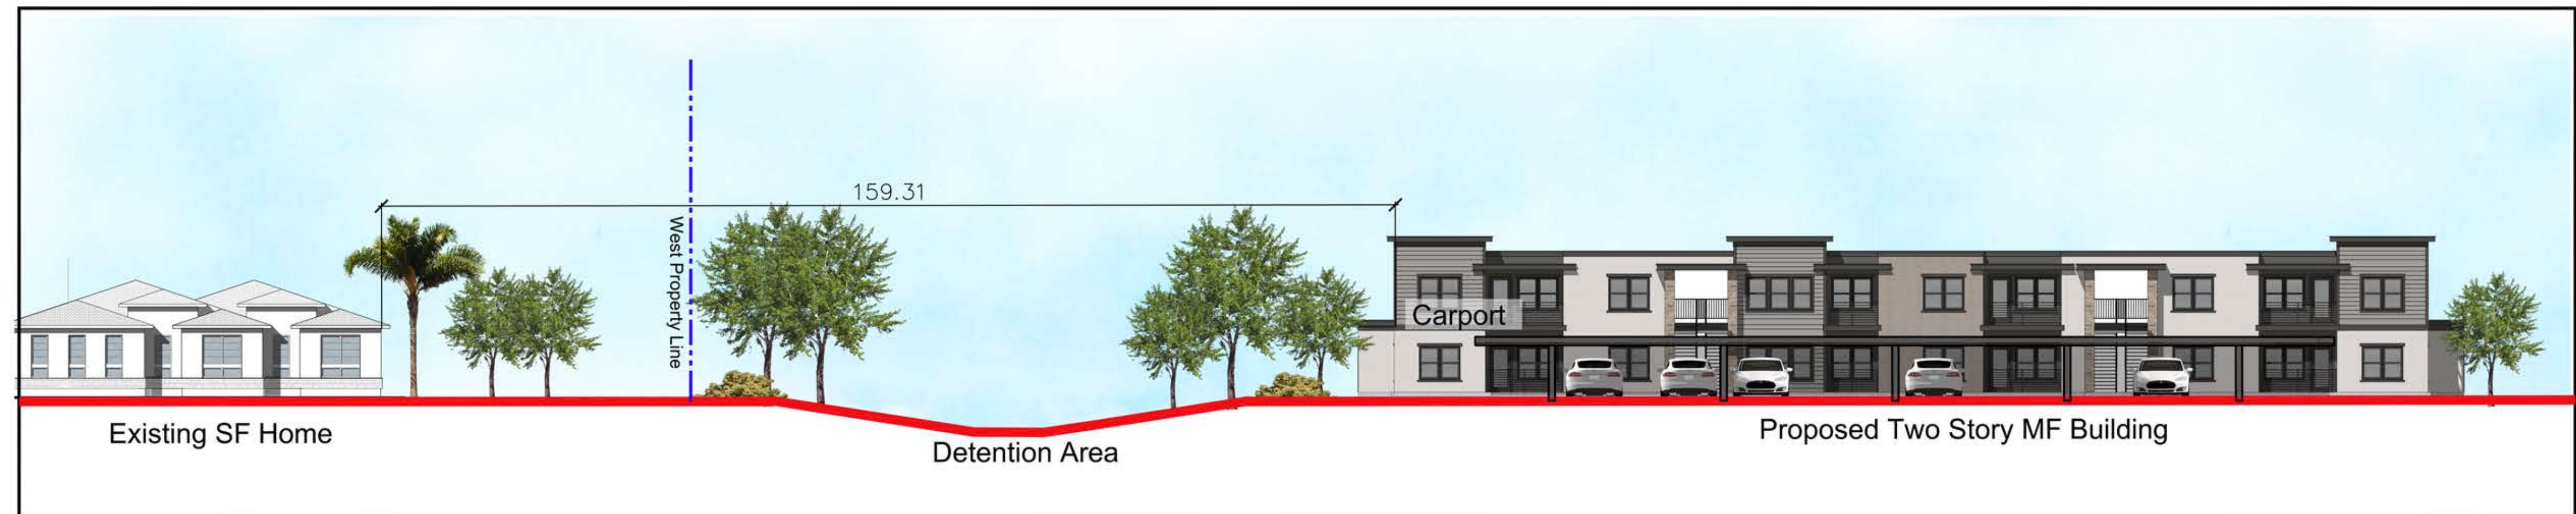 159.31
West Property Line
Carport
Existing SF Home
Detention Area
Proposed Two Story MF Building